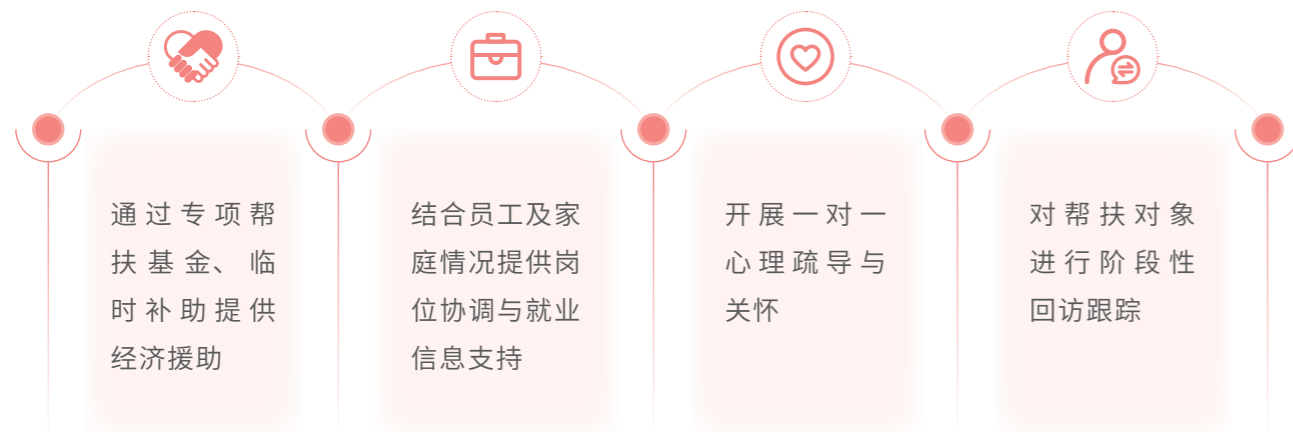 通过专项帮
扶基金、临
时补助提供
经济援助
结合员工及家
庭情况提供岗
位协调与就业
信息支持
开展一对一
心理疏导与
关怀
对帮扶对象
进行阶段性
回访跟踪